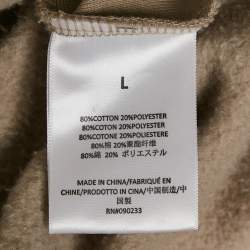 L
80%COTTON 20%POLYESTER
80%COTTON 20%POLYESTER
80%COTONE 20%POLIESTERE
80%棉 20%聚酯纤维
80%綿 20% ポリエステル
MADE IN CHINA/FABRIQUÉ EN
CHINE/PRODOTTO IN CINA/中国制造/中
国製
RN#090233